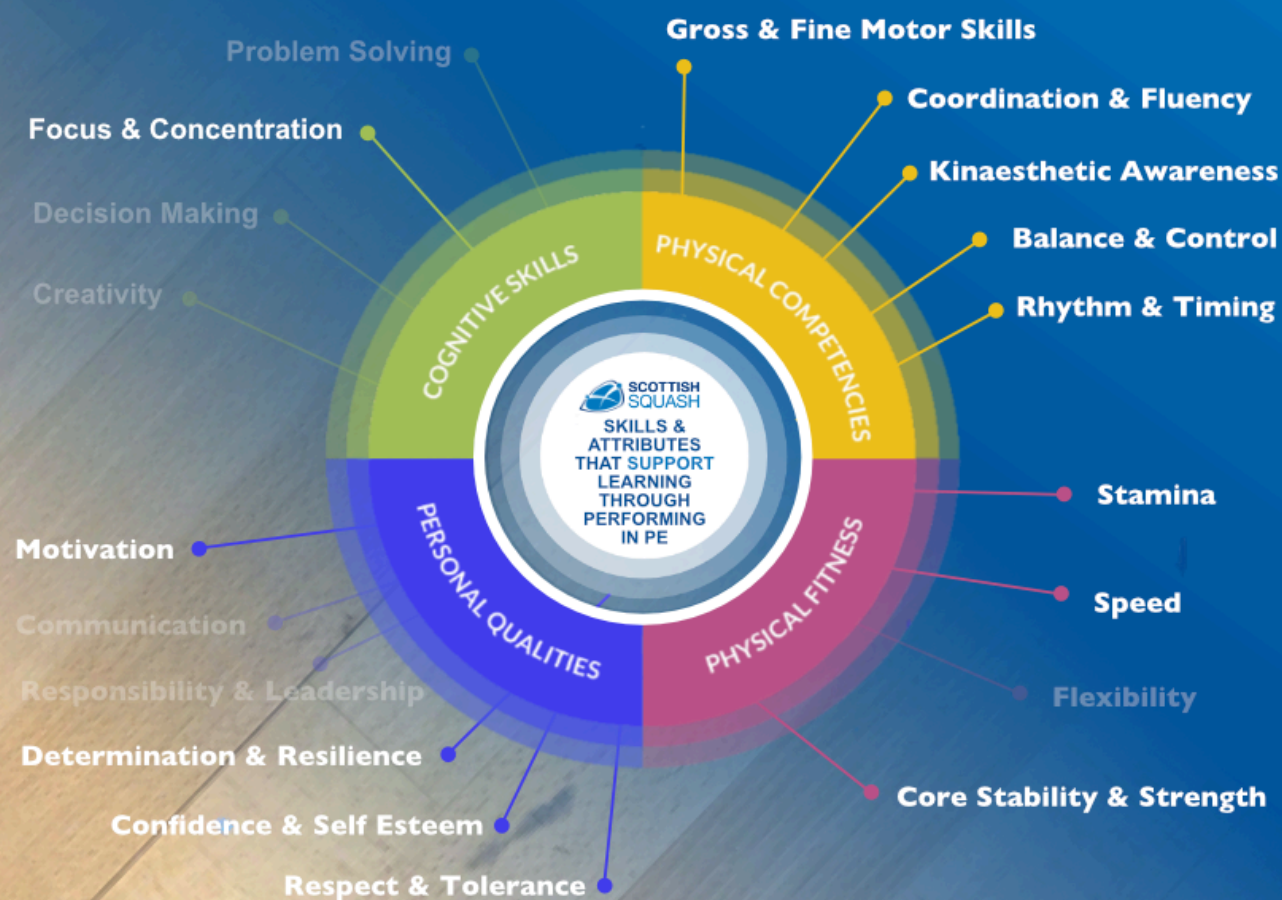 Problem Solving
Focus & Concentration
Decision Making
Creativity
COGNITIVE SKILLS
Gross & Fine Motor Skills
Coordination & Fluency
Kinaesthetic Awareness
Balance & Control
Rhythm & Timing
PHYSICAL COMPETENCIES
SCOTTISH
SQUASH
SKILLS &
ATTRIBUTES
THAT SUPPORT
LEARNING
THROUGH
PERFORMING
IN PE
PERSONAL QUALITIES
Motivation
Communication
Responsibility & Leadership
Determination & Resilience
Confidence & Self Esteem
Respect & Tolerance
PHYSICAL FITNESS
Stamina
Speed
Flexibility
Core Stability & Strength